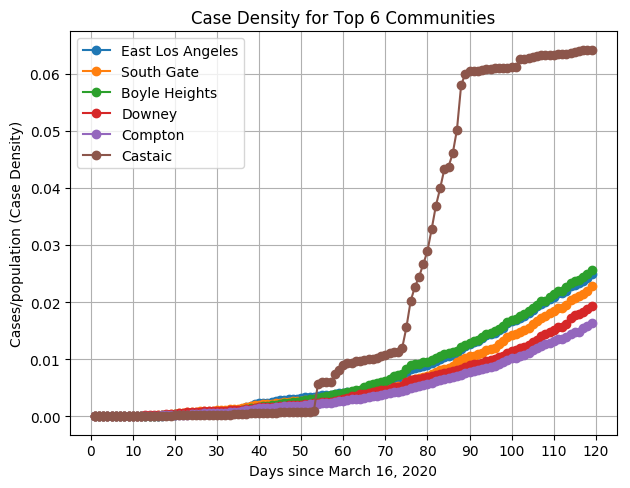 Case Density for Top 6 Communities
East Los Angeles
South Gate
Boyle Heights
Downey
Compton
Castaic
Cases/population (Case Density)
0.06
0.05
0.04
0.03
0.02
0.01
0.00
0 10 20 30 40 50 60 70 80 90 100 110 120
Days since March 16, 2020